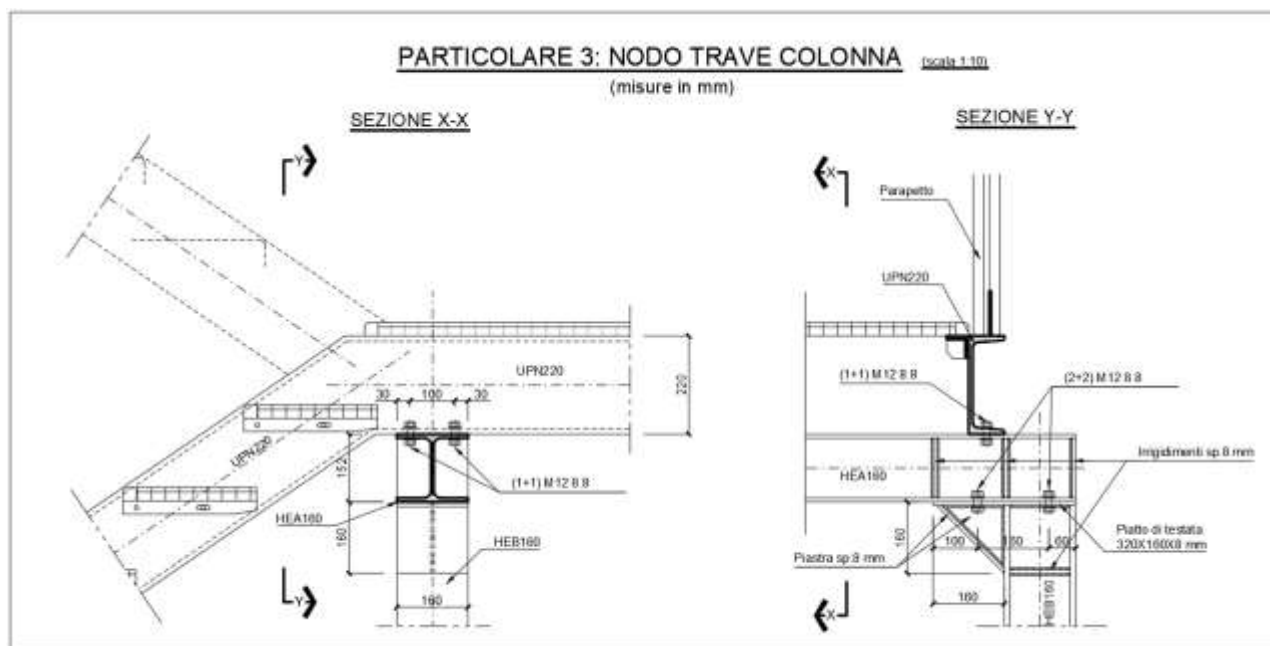 PARTICOLARE 3: NODO TRAVE COLONNA (scala 1:10)
(misure in mm)
SEZIONE X-X
SEZIONE Y-Y
Y
X
Parapetto
UPN220
UPN220
220
(1+1) M12 8.8
(2+2) M12 8.8
30 100 30
UPN220
152
(1+1) M12 8.8
HEA160
HEA160
Irrigidimenti sp.8 mm
HEB160
160
160
Piatto di testata
320X160X8 mm
100 160 60
Piastra sp.8 mm
160
160
HEB160
Y
X